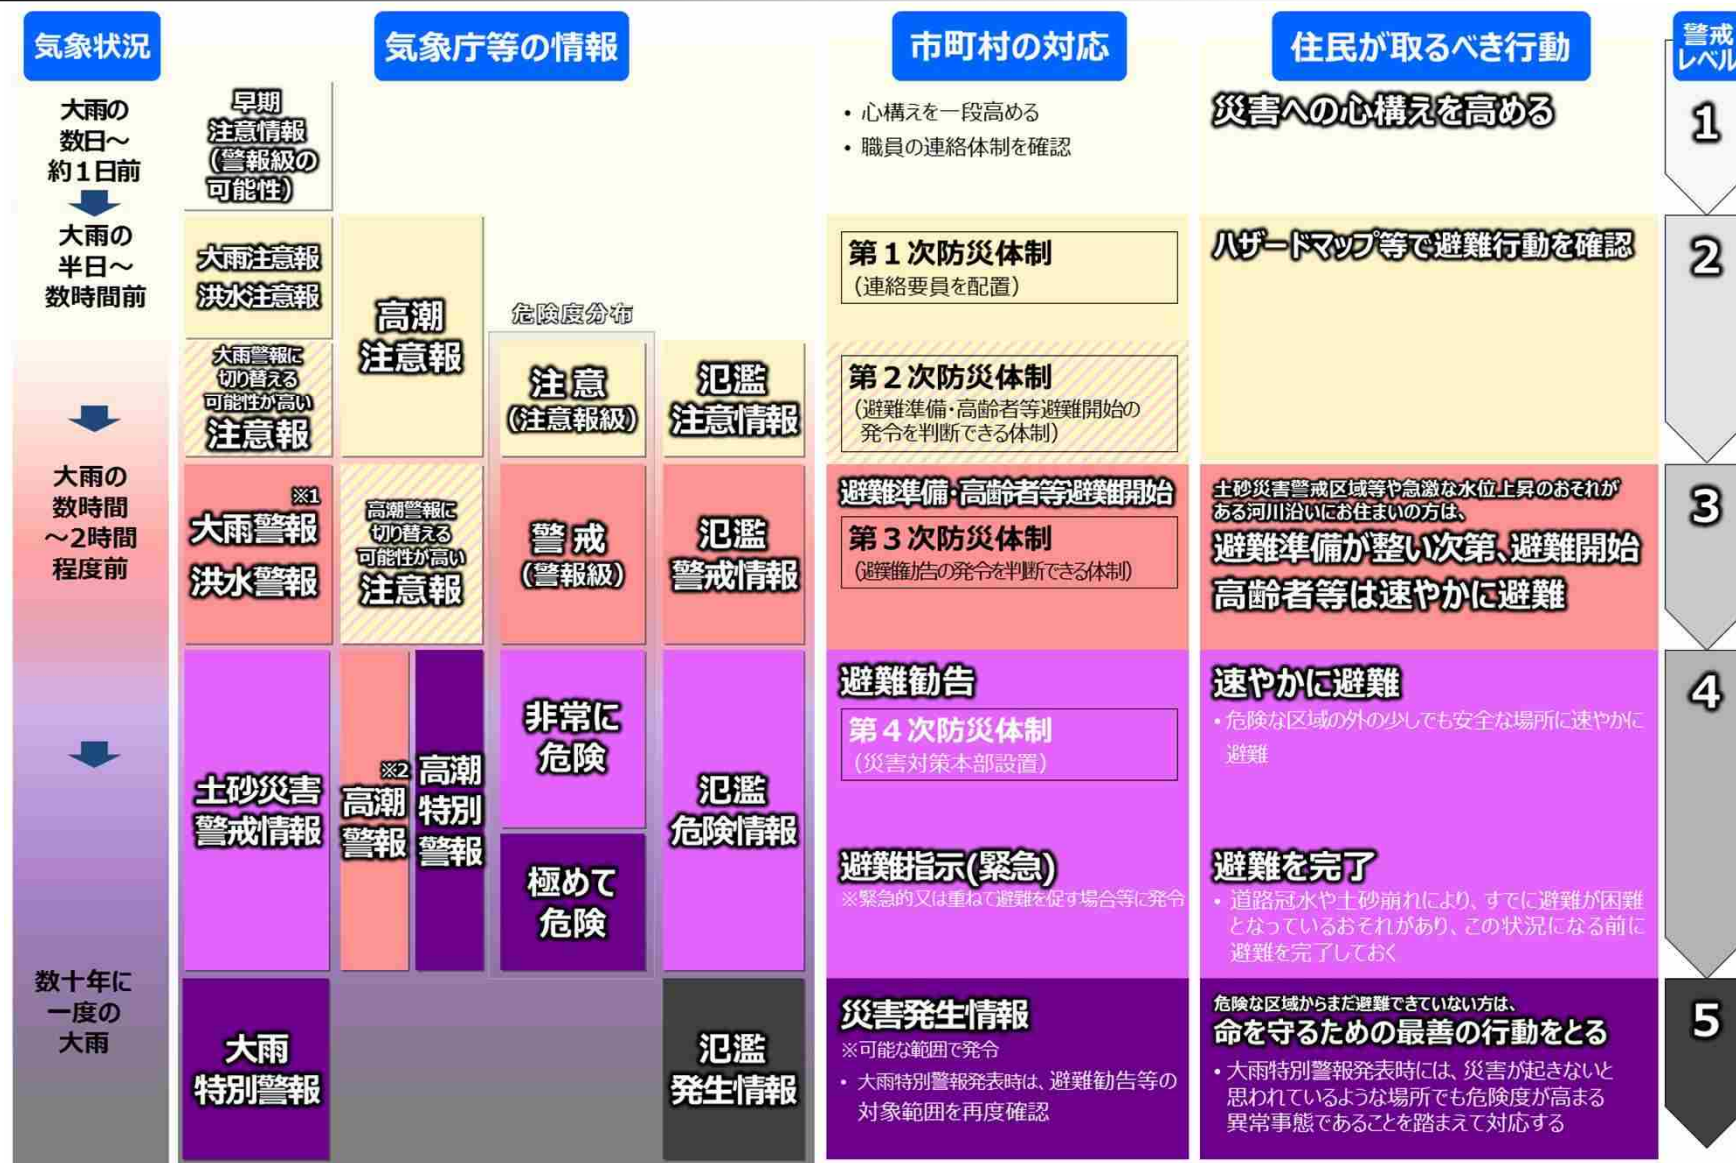 気象状況
気象庁等の情報
市町村の対応
住民が取るべき行動
警戒
レベル
大雨の
数日～
約１日前
早期
注意情報
（警報級の
可能性）
・心構えを一段高める
・職員の連絡体制を確認
災害への心構えを高める
1
大雨の
半日～
数時間前
大雨注意報
洪水注意報
高潮
注意報
第１次防災体制
（連絡要員を配置）
ハザードマップ等で避難行動を確認
2
危険度分布
大雨警報に
切り替える
可能性が高い
注意報
注意
（注意報級）
氾濫
注意情報
第２次防災体制
（避難準備・高齢者等避難開始の
発令を判断できる体制）
大雨の
数時間
～2時間
程度前
※1
大雨警報
洪水警報
高潮警報に
切り替える
可能性が高い
注意報
警戒
（警報級）
氾濫
警戒情報
避難準備・高齢者等避難開始
第３次防災体制
（避難勧告の発令を判断できる体制）
土砂災害警戒区域等や急激な水位上昇のおそれが
ある河川沿いにお住まいの方は、
避難準備が整い次第、避難開始
高齢者等は速やかに避難
3
土砂災害
警戒情報
※2
高潮
警報
高潮
特別
警報
非常に
危険
極めて
危険
氾濫
危険情報
避難勧告
第４次防災体制
（災害対策本部設置）
避難指示(緊急)
※緊急的又は重ねて避難を促す場合等に発令
速やかに避難
・危険な区域の外の少しでも安全な場所に速やかに
避難
避難を完了
・道路冠水や土砂崩れにより、すでに避難が困難
となっているおそれがあり、この状況になる前に
避難を完了しておく
4
数十年に
一度の
大雨
大雨
特別警報
氾濫
発生情報
災害発生情報
※可能な範囲で発令
・大雨特別警報発表時は、避難勧告等の
対象範囲を再度確認
危険な区域からまだ避難できていない方は、
命を守るための最善の行動をとる
・大雨特別警報発表時には、災害が起きないと
思われているような場所でも危険度が高まる
異常事態であることを踏まえて対応する
5